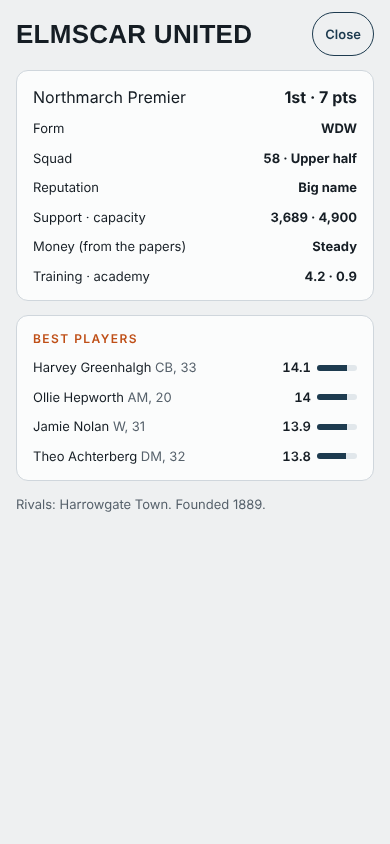 ELMSCAR UNITED Close
Northmarch Premier 1st · 7 pts
Form WDW
Squad 58 · Upper half
Reputation Big name
Support · capacity 3,689 · 4,900
Money (from the papers) Steady
Training · academy 4.2 · 0.9
BEST PLAYERS
Harvey Greenhalgh CB, 33 14.1
Ollie Hepworth AM, 20 14
Jamie Nolan W, 31 13.9
Theo Achterberg DM, 32 13.8
Rivals: Harrowgate Town. Founded 1889.